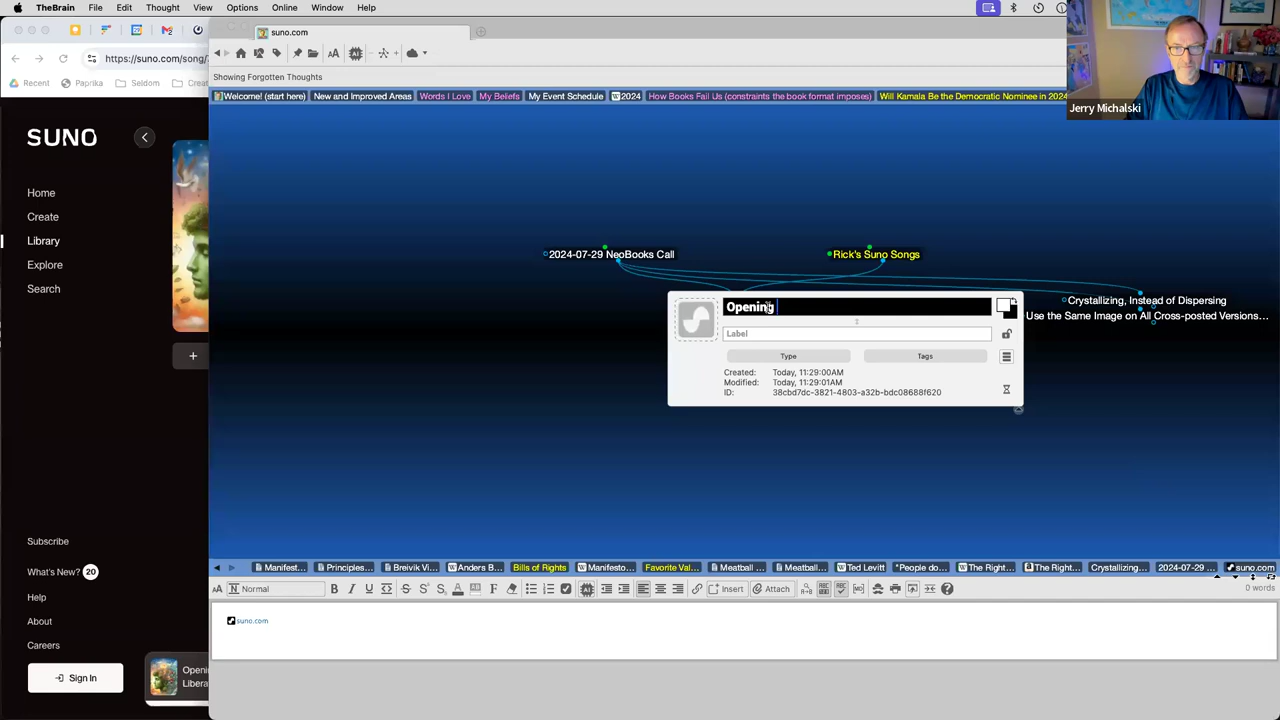 TheBrain File Edit Thought View Options Online Window Help
suno.com
https://suno.com/song/
Recent Paprika Seldom
Showing Forgotten Thoughts
Welcome! (start here) New and Improved Areas Words I Love My Beliefs My Event Schedule 2024 How Books Fail Us (constraints the book format imposes) Will Kamala Be the Democratic Nominee in 2024
Jerry Michalski
SUNO
Home
Create
Library
Explore
Search
2024-07-29 NeoBooks Call
Rick's Suno Songs
Crystallizing, Instead of Dispersing
Use the Same Image on All Cross-posted Versions...
Opening
Label
Type Tags
Created: Today, 11:29:00AM
Modified: Today, 11:29:01AM
ID: 38cbd7dc-3821-4803-a32b-bdc08688f620
Subscribe
What's New? 20
Help
About
Careers
Sign In
Manifest... Principles... Breivik Vi... Anders B... Bills of Rights Manifesto... Favorite Val... Meatball ... Meatball... Ted Levitt *People do... The Right... The Right... Crystallizing... 2024-07-29 ... suno.com
Normal B I U S Insert Attach 0 words
suno.com